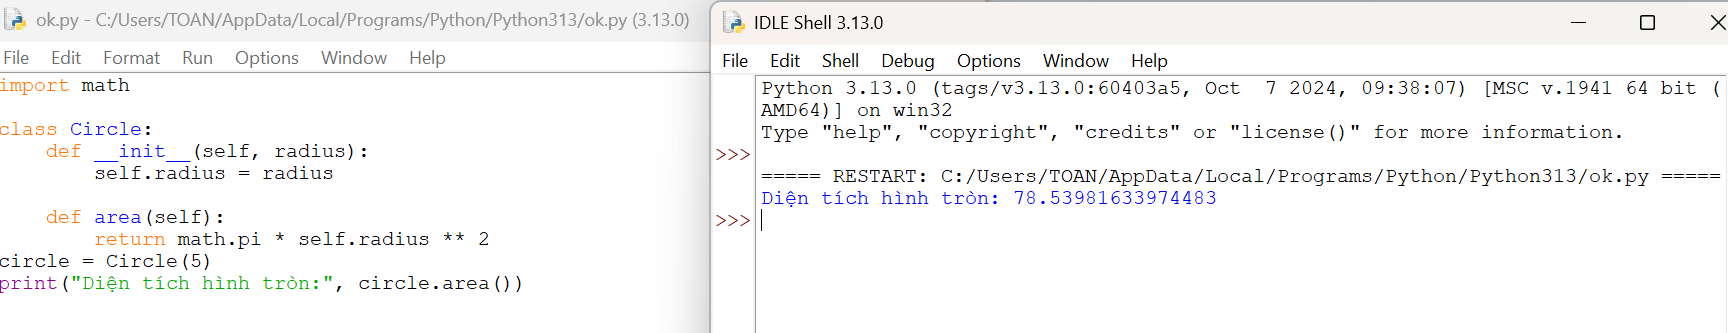 ok.py - C:/Users/TOAN/AppData/Local/Programs/Python/Python313/ok.py (3.13.0)
File Edit Format Run Options Window Help
import math
class Circle:
    def __init__(self, radius):
        self.radius = radius
    def area(self):
        return math.pi * self.radius ** 2
circle = Circle(5)
print("Diện tích hình tròn:", circle.area())
IDLE Shell 3.13.0
File Edit Shell Debug Options Window Help
Python 3.13.0 (tags/v3.13.0:60403a5, Oct  7 2024, 09:38:07) [MSC v.1941 64 bit (
AMD64)] on win32
Type "help", "copyright", "credits" or "license()" for more information.
>>>
===== RESTART: C:/Users/TOAN/AppData/Local/Programs/Python/Python313/ok.py =====
Diện tích hình tròn: 78.53981633974483
>>>